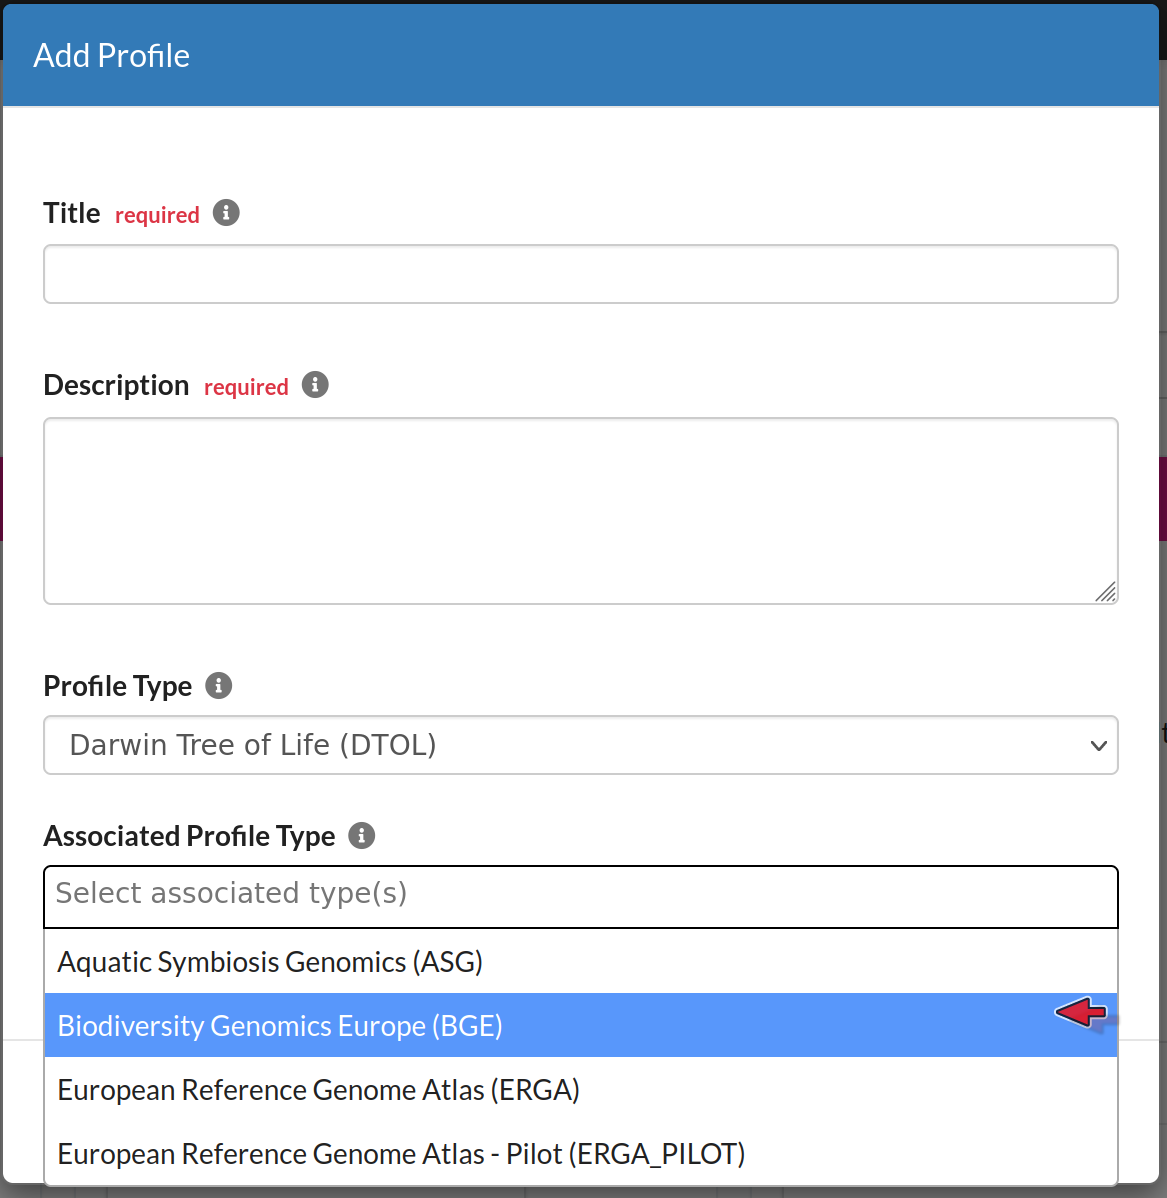 Add Profile
Title required
Description required
Profile Type
Darwin Tree of Life (DTOL)
Associated Profile Type
Select associated type(s)
Aquatic Symbiosis Genomics (ASG)
Biodiversity Genomics Europe (BGE)
European Reference Genome Atlas (ERGA)
European Reference Genome Atlas - Pilot (ERGA_PILOT)